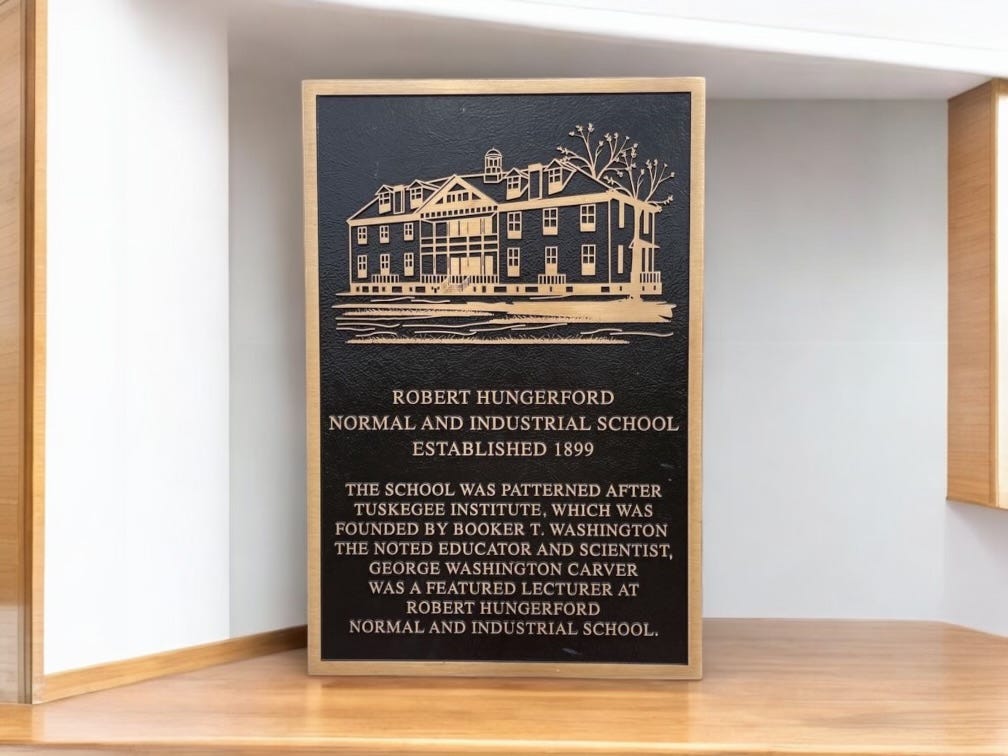 ROBERT HUNGERFORD
NORMAL AND INDUSTRIAL SCHOOL
ESTABLISHED 1899
THE SCHOOL WAS PATTERNED AFTER
TUSKEGEE INSTITUTE, WHICH WAS
FOUNDED BY BOOKER T. WASHINGTON
THE NOTED EDUCATOR AND SCIENTIST,
GEORGE WASHINGTON CARVER
WAS A FEATURED LECTURER AT
ROBERT HUNGERFORD
NORMAL AND INDUSTRIAL SCHOOL.